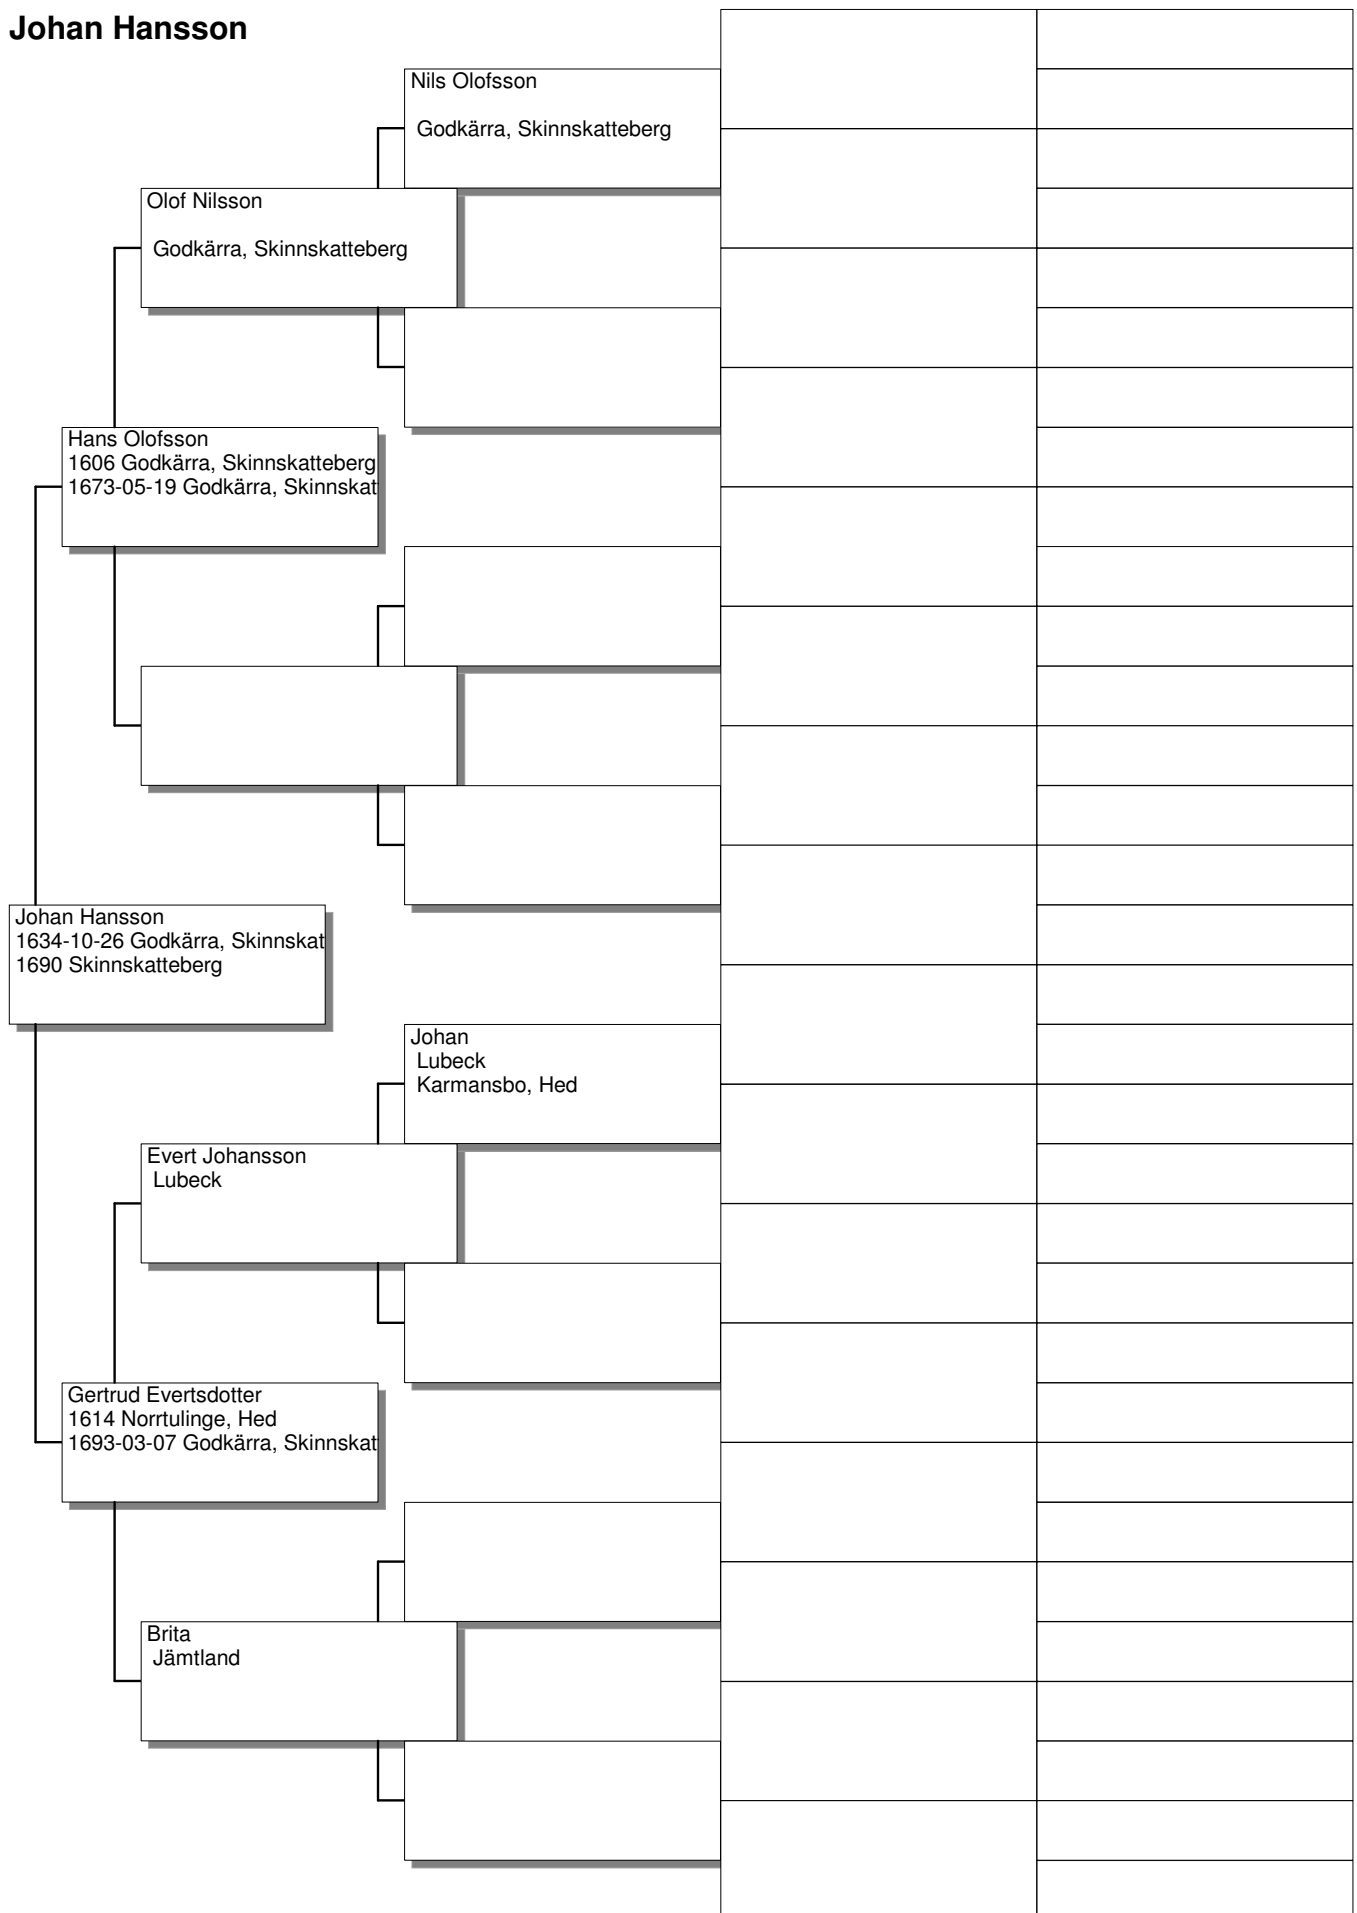 Johan Hansson
Nils Olofsson
Godkärra, Skinnskatteberg
Olof Nilsson
Godkärra, Skinnskatteberg
Hans Olofsson
1606 Godkärra, Skinnskatteberg
1673-05-19 Godkärra, Skinnskat
Johan Hansson
1634-10-26 Godkärra, Skinnskat
1690 Skinnskatteberg
Johan
Lubeck
Karmansbo, Hed
Evert Johansson
Lubeck
Gertrud Evertsdotter
1614 Norrtulinge, Hed
1693-03-07 Godkärra, Skinnskat
Brita
Jämtland